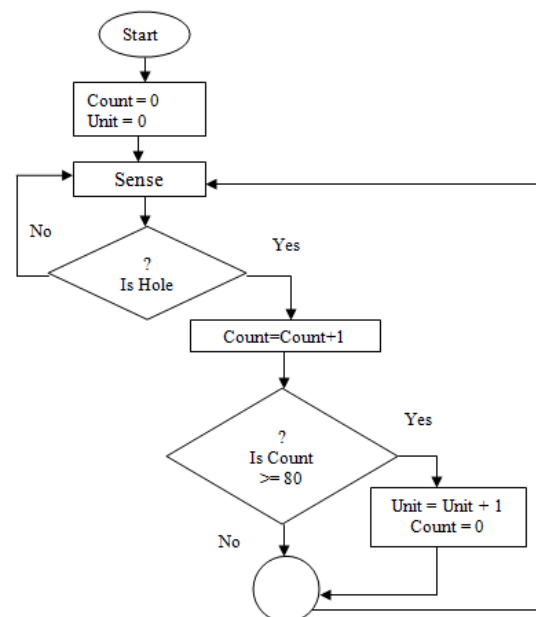 Start
Count = 0
Unit = 0
Sense
No
Yes
?
Is Hole
Count=Count+1
Yes
?
Is Count
>= 80
Unit = Unit + 1
Count = 0
No